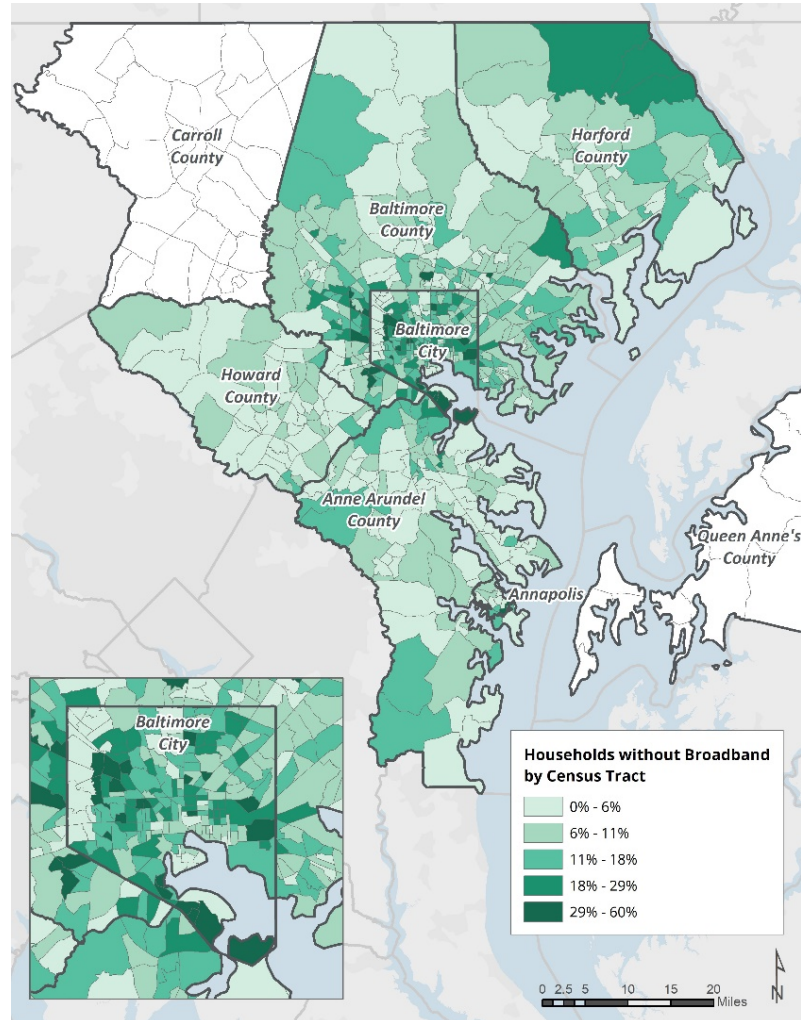 Carroll
County
Harford
County
Baltimore
County
Baltimore
City
Howard
County
Anne Arundel
County
Queen Anne's
County
Annapolis
Baltimore
City
Households without Broadband
by Census Tract
0% - 6%
6% - 11%
11% - 18%
18% - 29%
29% - 60%
N
0 2.5 5 10 15 20
Miles